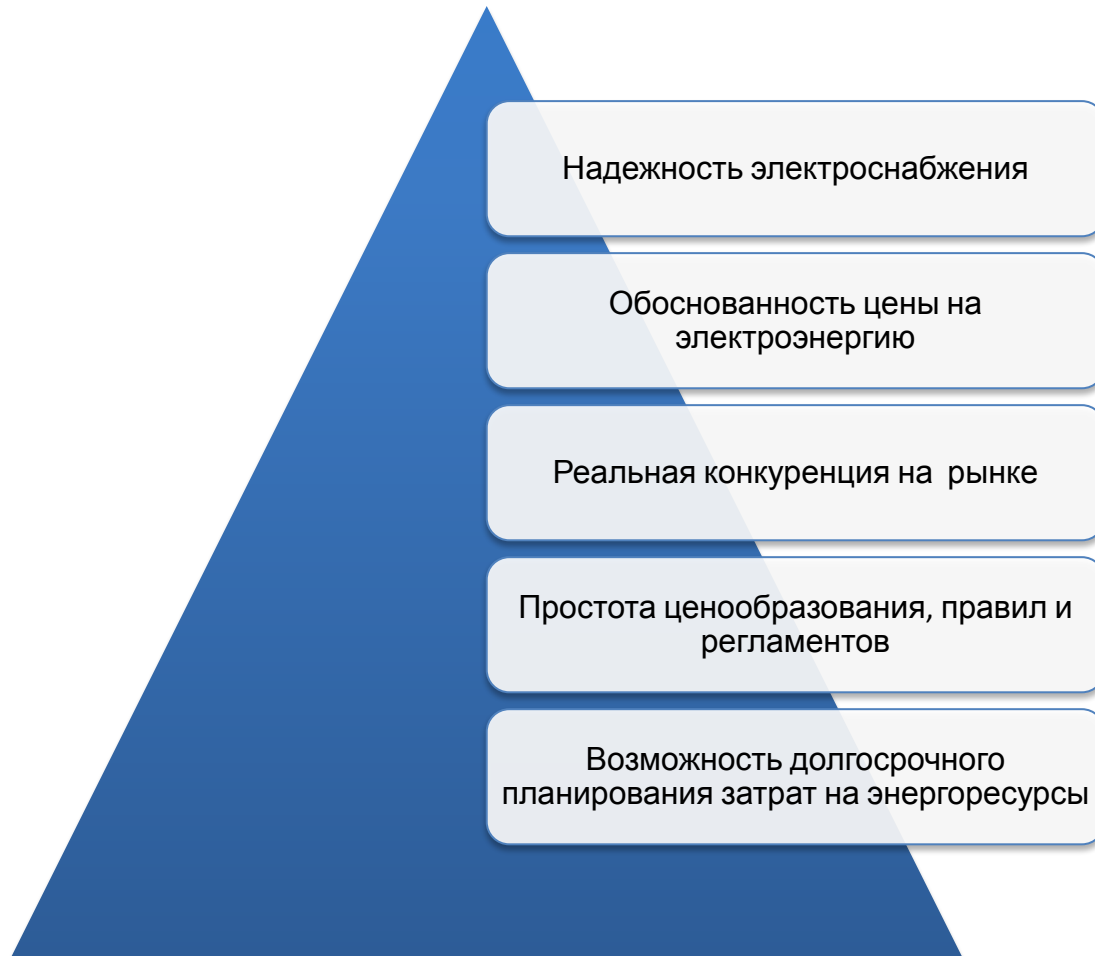 Надежность электроснабжения
Обоснованность цены на
электроэнергию
Реальная конкуренция на  рынке
Простота ценообразования, правил и
регламентов
Возможность долгосрочного
планирования затрат на энергоресурсы